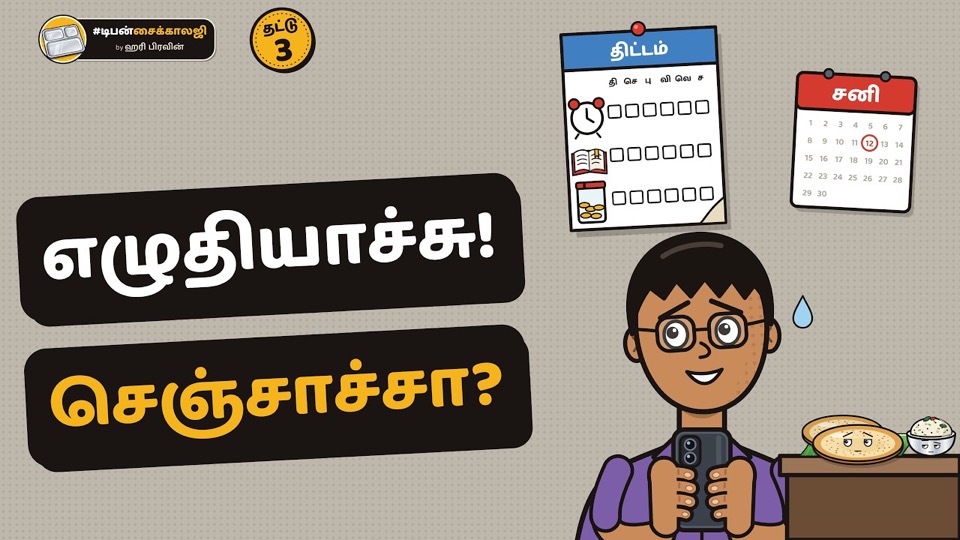 #டிபன்சைக்காலஜி
by ஹரி பிரவின்
தட்டு
3
திட்டம்
தி செ பு வி வெ ச
சனி
1 2 3 4 5 6 7
8 9 10 11 12 13 14
15 16 17 18 19 20 21
22 23 24 25 26 27 28
29 30
எழுதியாச்சு!
செஞ்சாச்சா?